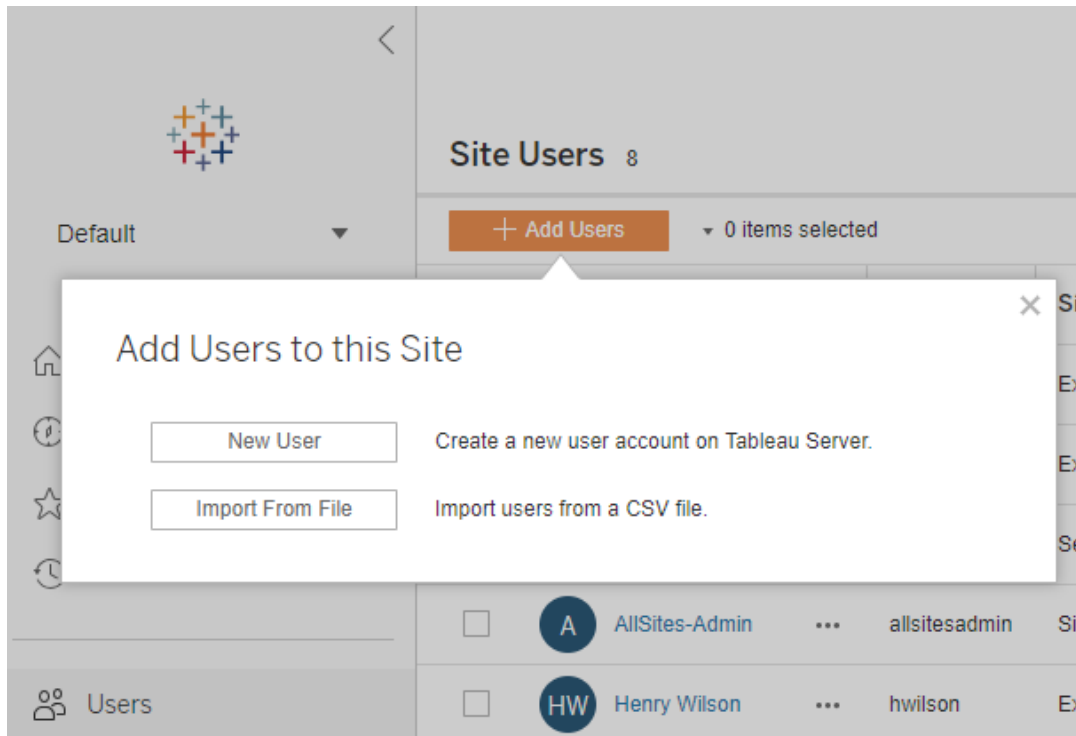 Site Users 8
Default
+ Add Users
0 items selected
Add Users to this Site
New User
Create a new user account on Tableau Server.
Import From File
Import users from a CSV file.
A
AllSites-Admin
allsitesadmin
HW
Henry Wilson
hwilson
Users